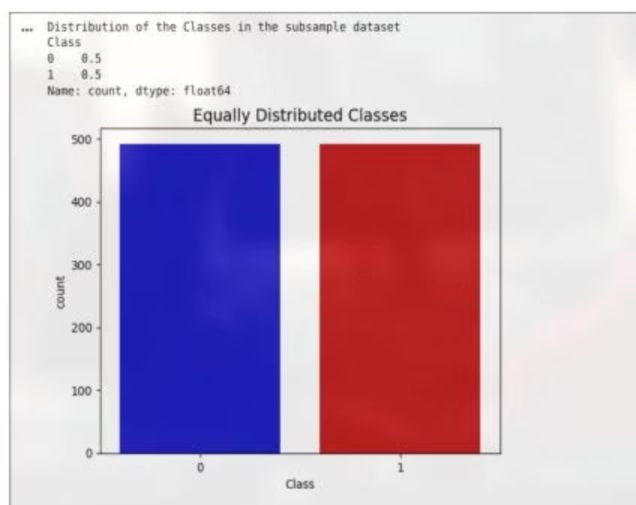 ... Distribution of the Classes in the subsample dataset
Class
0 0.5
1 0.5
Name: count, dtype: float64
Equally Distributed Classes
500
400
300
200
100
0
count
0 1
Class